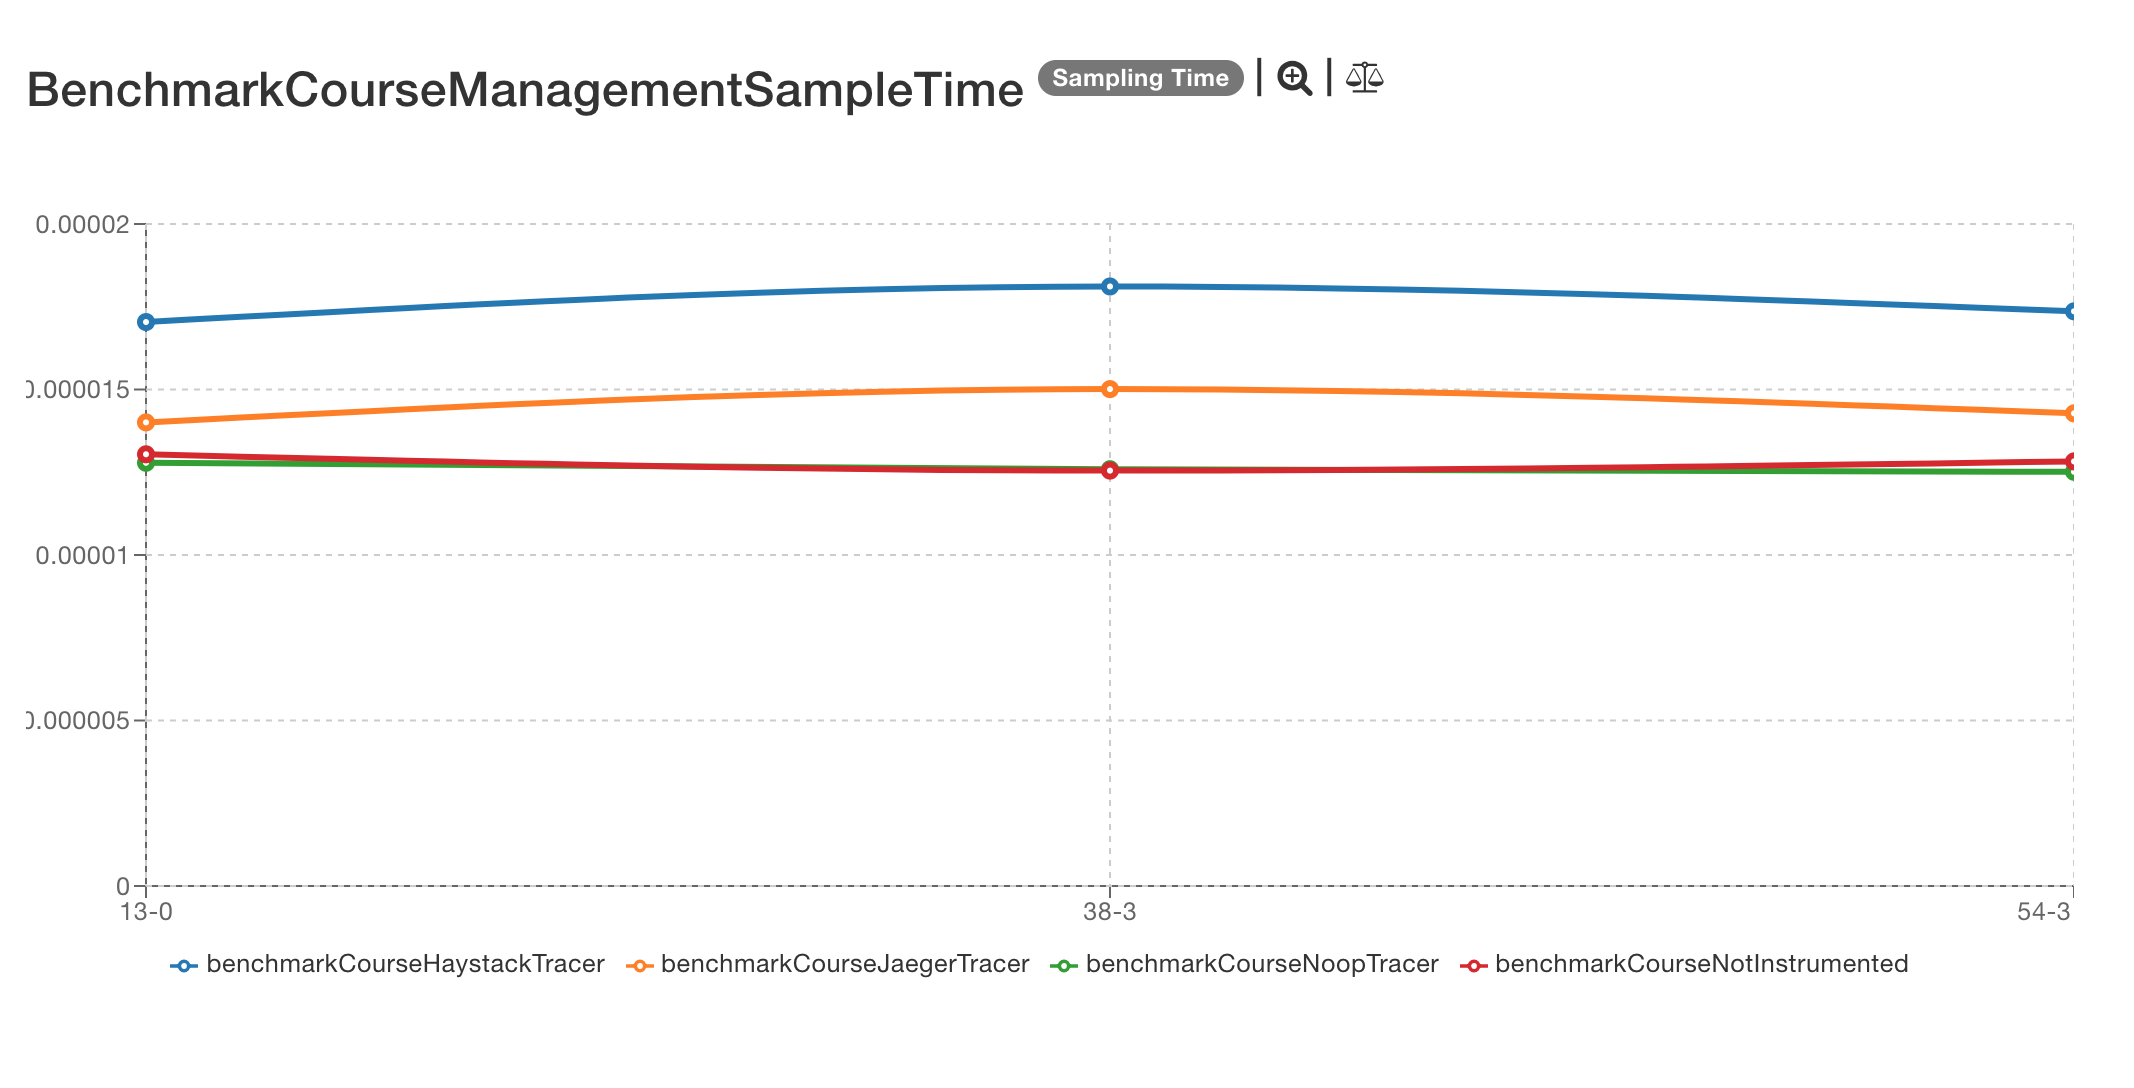 BenchmarkCourseManagementSampleTime Sampling Time
0.00002
0.000015
0.00001
0.000005
0
13-0 38-3 54-3
benchmarkCourseHaystackTracer benchmarkCourseJaegerTracer benchmarkCourseNoopTracer benchmarkCourseNotInstrumented